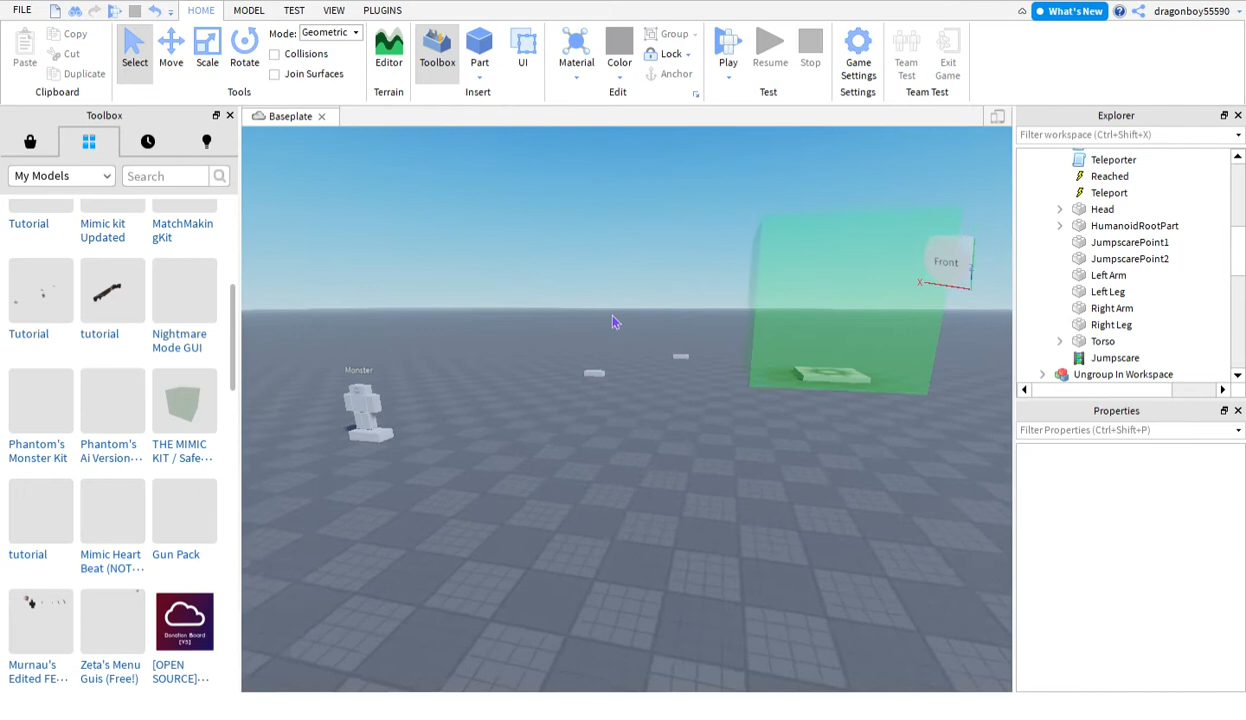 FILE HOME MODEL TEST VIEW PLUGINS What's New dragonboy55590
Paste Copy Cut Duplicate
Clipboard
Select Move Scale Rotate
Mode: Geometric
Collisions
Join Surfaces
Tools
Editor
Terrain
Toolbox Part UI
Insert
Material Color Group Lock Anchor
Edit
Play Resume Stop
Test
Game Settings
Settings
Team Test Exit Game
Team Test
Toolbox
My Models Search
Tutorial
Mimic kit Updated
MatchMakingKit
Tutorial
tutorial
Nightmare Mode GUI
Phantom's Monster Kit
Phantom's Ai Version···
THE MIMIC KIT / Safe···
tutorial
Mimic Heart Beat (NOT···
Gun Pack
Donation Board
[V5]
Murnau's Edited FE···
Zeta's Menu Guis (Free!)
[OPEN SOURCE]···
Baseplate
Monster
Front
X
Z
Explorer
Filter workspace (Ctrl+Shift+X)
Teleporter
Reached
Teleport
Head
HumanoidRootPart
JumpscarePoint1
JumpscarePoint2
Left Arm
Left Leg
Right Arm
Right Leg
Torso
Jumpscare
Ungroup In Workspace
Properties
Filter Properties (Ctrl+Shift+P)